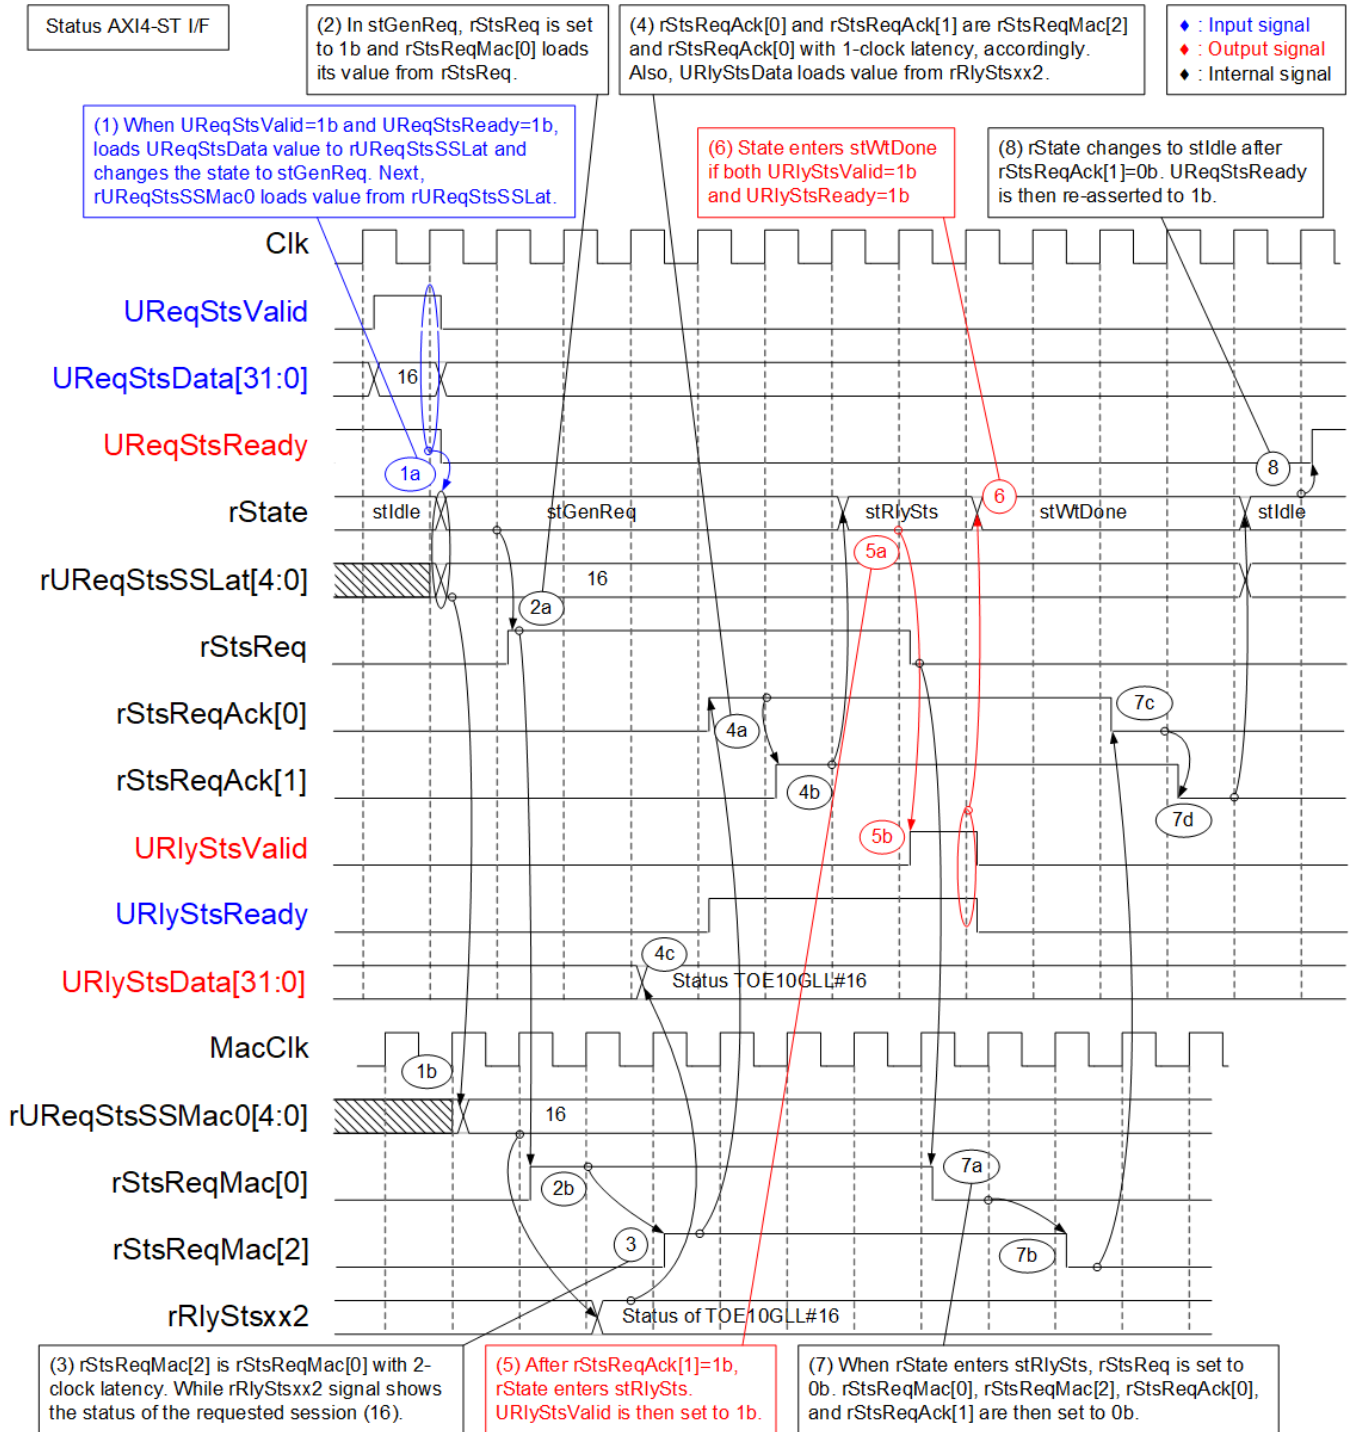 Status AXI4-ST I/F
(2) In stGenReq, rStsReq is set
to 1b and rStsReqMac[0] loads
its value from rStsReq.
(4) rStsReqAck[0] and rStsReqAck[1] are rStsReqMac[2]
and rStsReqAck[0] with 1-clock latency, accordingly.
Also, URlyStsData loads value from rRlyStsxx2.
♦ : Input signal
♦ : Output signal
♦ : Internal signal
(1) When UReqStsValid=1b and UReqStsReady=1b,
loads UReqStsData value to rUReqStsSSLat and
changes the state to stGenReq. Next,
rUReqStsSSMac0 loads value from rUReqStsSSLat.
(6) State enters stWtDone
if both URlyStsValid=1b
and URlyStsReady=1b
(8) rState changes to stIdle after
rStsReqAck[1]=0b. UReqStsReady
is then re-asserted to 1b.
Clk
UReqStsValid
UReqStsData[31:0]
16
UReqStsReady
1a
8
rState
stIdle
stGenReq
stRlySts
6
stWtDone
stIdle
5a
rUReqStsSSLat[4:0]
16
2a
rStsReq
rStsReqAck[0]
4a
7c
rStsReqAck[1]
4b
7d
URlyStsValid
5b
URlyStsReady
4c
URlyStsData[31:0]
Status TOE10GLL#16
MacClk
1b
rUReqStsSSMac0[4:0]
16
rStsReqMac[0]
2b
7a
rStsReqMac[2]
3
7b
rRlyStsxx2
Status of TOE10GLL#16
(3) rStsReqMac[2] is rStsReqMac[0] with 2-
clock latency. While rRlyStsxx2 signal shows
the status of the requested session (16).
(5) After rStsReqAck[1]=1b,
rState enters stRlySts.
URlyStsValid is then set to 1b.
(7) When rState enters stRlySts, rStsReq is set to
0b. rStsReqMac[0], rStsReqMac[2], rStsReqAck[0],
and rStsReqAck[1] are then set to 0b.